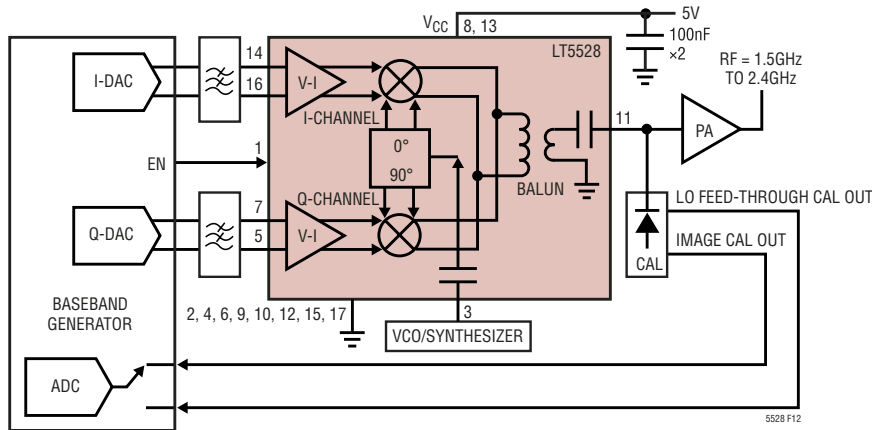 VCC
8, 13
5V
100nF
×2
LT5528
RF = 1.5GHz
TO 2.4GHz
I-DAC
14
16
V-I
I-CHANNEL
EN
1
0°
90°
BALUN
11
PA
Q-CHANNEL
Q-DAC
7
5
V-I
CAL
LO FEED-THROUGH CAL OUT
IMAGE CAL OUT
BASEBAND
GENERATOR
2, 4, 6, 9, 10, 12, 15, 17
3
VCO/SYNTHESIZER
ADC
5528 F12